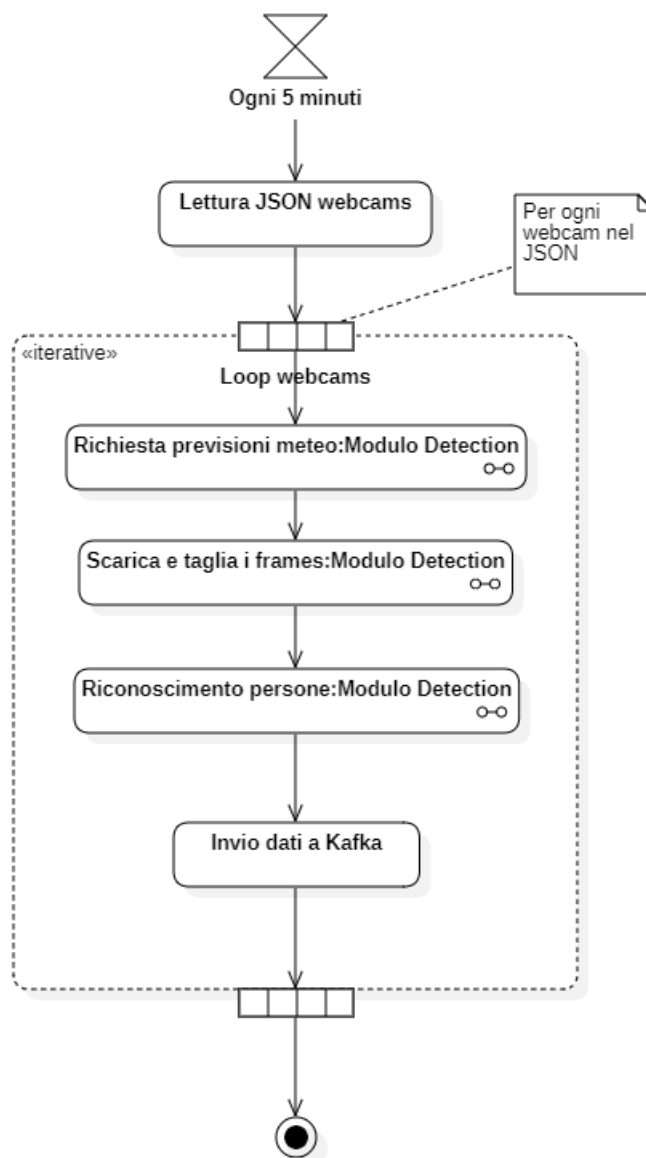 Ogni 5 minuti
Lettura JSON webcams
Per ogni
webcam nel
JSON
«iterative»
Loop webcams
Richiesta previsioni meteo:Modulo Detection
Scarica e taglia i frames:Modulo Detection
Riconoscimento persone:Modulo Detection
Invio dati a Kafka